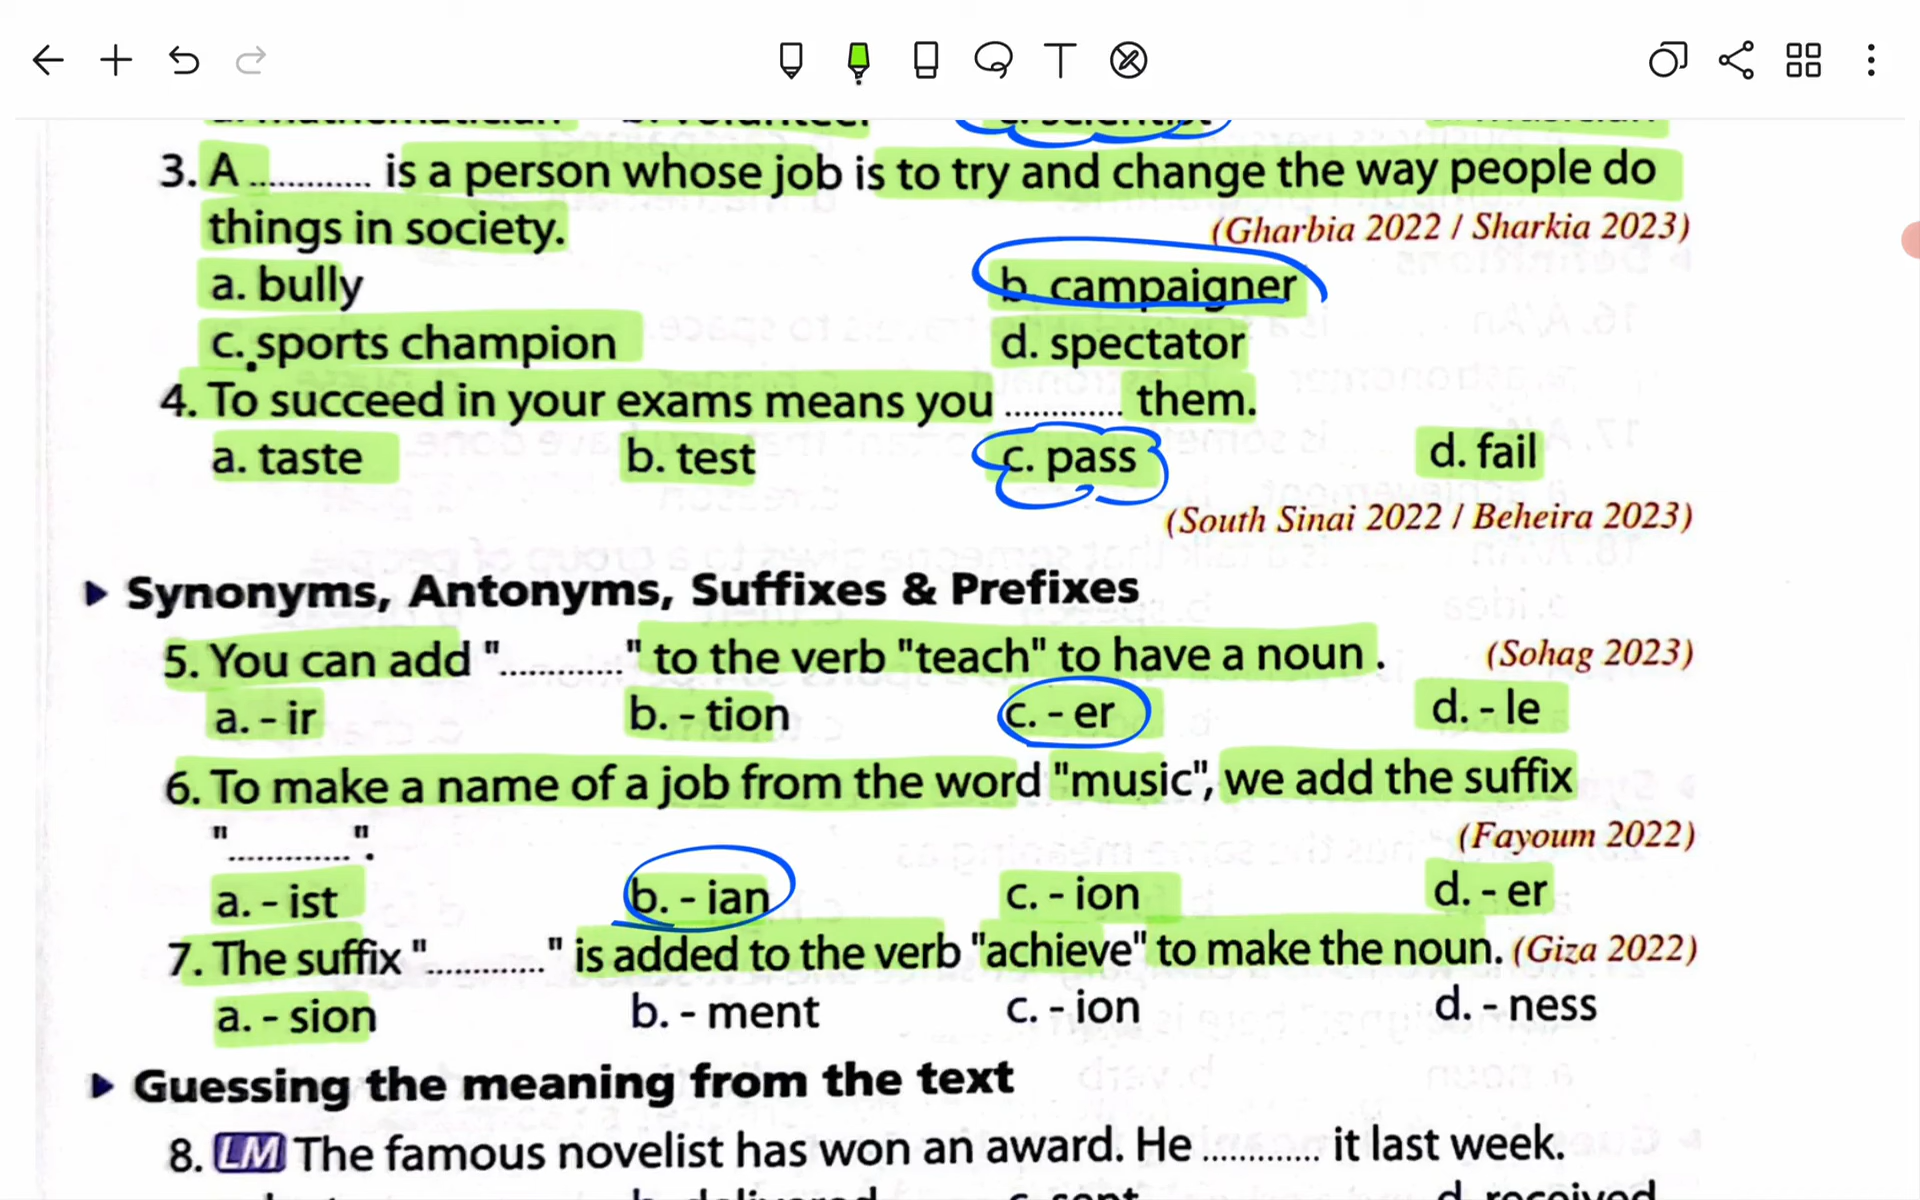 3. A ............ is a person whose job is to try and change the way people do
things in society. (Gharbia 2022 / Sharkia 2023)
a. bully b. campaigner
c. sports champion d. spectator
4. To succeed in your exams means you ............ them.
a. taste b. test c. pass d. fail
(South Sinai 2022 / Beheira 2023)
Synonyms, Antonyms, Suffixes & Prefixes
5. You can add "............" to the verb "teach" to have a noun . (Sohag 2023)
a. - ir b. - tion c. - er d. - le
6. To make a name of a job from the word "music", we add the suffix
"............". (Fayoum 2022)
a. - ist b. - ian c. - ion d. - er
7. The suffix "............" is added to the verb "achieve" to make the noun. (Giza 2022)
a. - sion b. - ment c. - ion d. - ness
Guessing the meaning from the text
8. LM The famous novelist has won an award. He ............ it last week.
b. delivered c. sent d. received